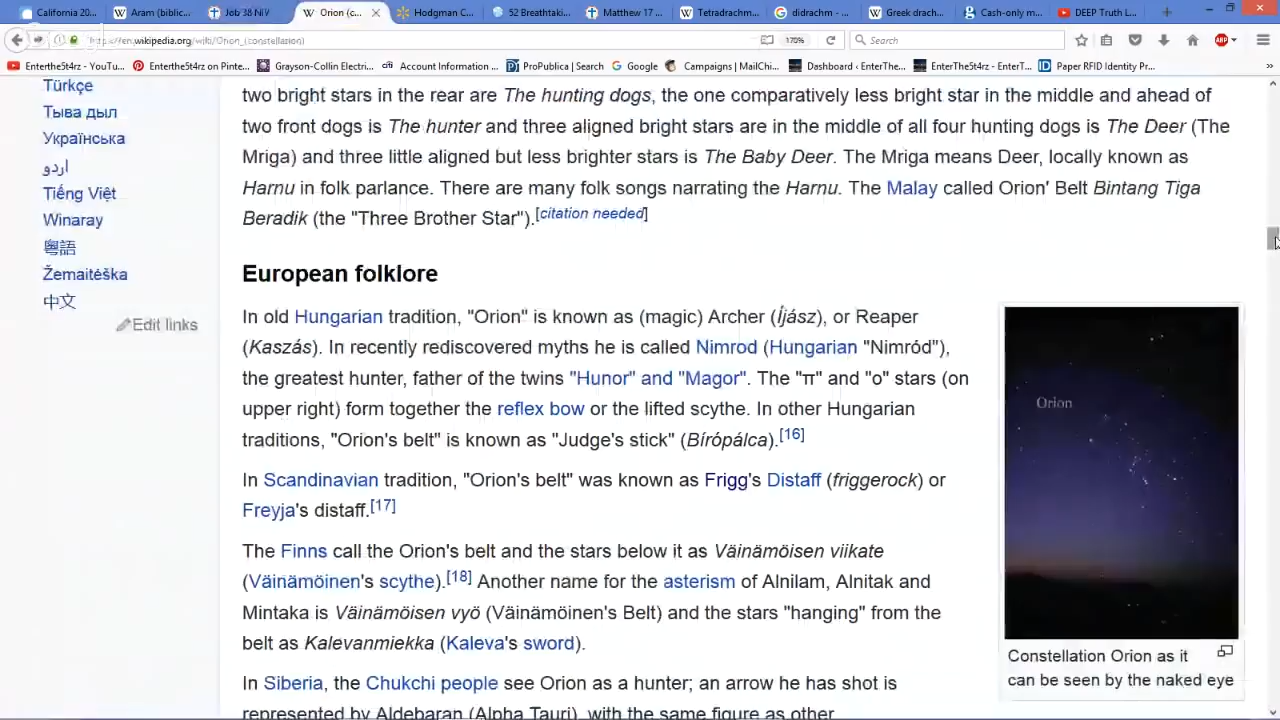 California 20...
Aram (biblic...
Job 38 NIV
Orion (c...
Hodgman C...
52 Breathtaki...
Matthew 17 ...
Tetradrachm...
didrachm - ...
Greek drach...
Cash-only m...
DEEP Truth L...
https://en.wikipedia.org/wiki/Orion_(constellation)
170%
Search
ABP
Enterthe5t4rz - YouTu...
Enterthe5t4rz on Pinte...
Grayson-Collin Electri...
Account Information ...
ProPublica | Search
Google
Campaigns | MailChi...
Dashboard ‹ EnterThe...
EnterThe5t4rz - EnterT...
Paper RFID Identity Pr...
Türkçe
Тыва дыл
Українська
اردو
Tiếng Việt
Winaray
粵語
Žemaitėška
中文
Edit links
two bright stars in the rear are The hunting dogs, the one comparatively less bright star in the middle and ahead of
two front dogs is The hunter and three aligned bright stars are in the middle of all four hunting dogs is The Deer (The
Mriga) and three little aligned but less brighter stars is The Baby Deer. The Mriga means Deer, locally known as
Harnu in folk parlance. There are many folk songs narrating the Harnu. The Malay called Orion' Belt Bintang Tiga
Beradik (the "Three Brother Star").[citation needed]
European folklore
In old Hungarian tradition, "Orion" is known as (magic) Archer (Íjász), or Reaper
(Kaszás). In recently rediscovered myths he is called Nimrod (Hungarian "Nimród"),
the greatest hunter, father of the twins "Hunor" and "Magor". The "π" and "o" stars (on
upper right) form together the reflex bow or the lifted scythe. In other Hungarian
traditions, "Orion's belt" is known as "Judge's stick" (Bírópálca).[16]
In Scandinavian tradition, "Orion's belt" was known as Frigg's Distaff (friggerock) or
Freyja's distaff.[17]
The Finns call the Orion's belt and the stars below it as Väinämöisen viikate
(Väinämöinen's scythe).[18] Another name for the asterism of Alnilam, Alnitak and
Mintaka is Väinämöisen vyö (Väinämöinen's Belt) and the stars "hanging" from the
belt as Kalevanmiekka (Kaleva's sword).
In Siberia, the Chukchi people see Orion as a hunter; an arrow he has shot is
represented by Aldebaran (Alpha Tauri), with the same figure as other
Orion
Constellation Orion as it
can be seen by the naked eye